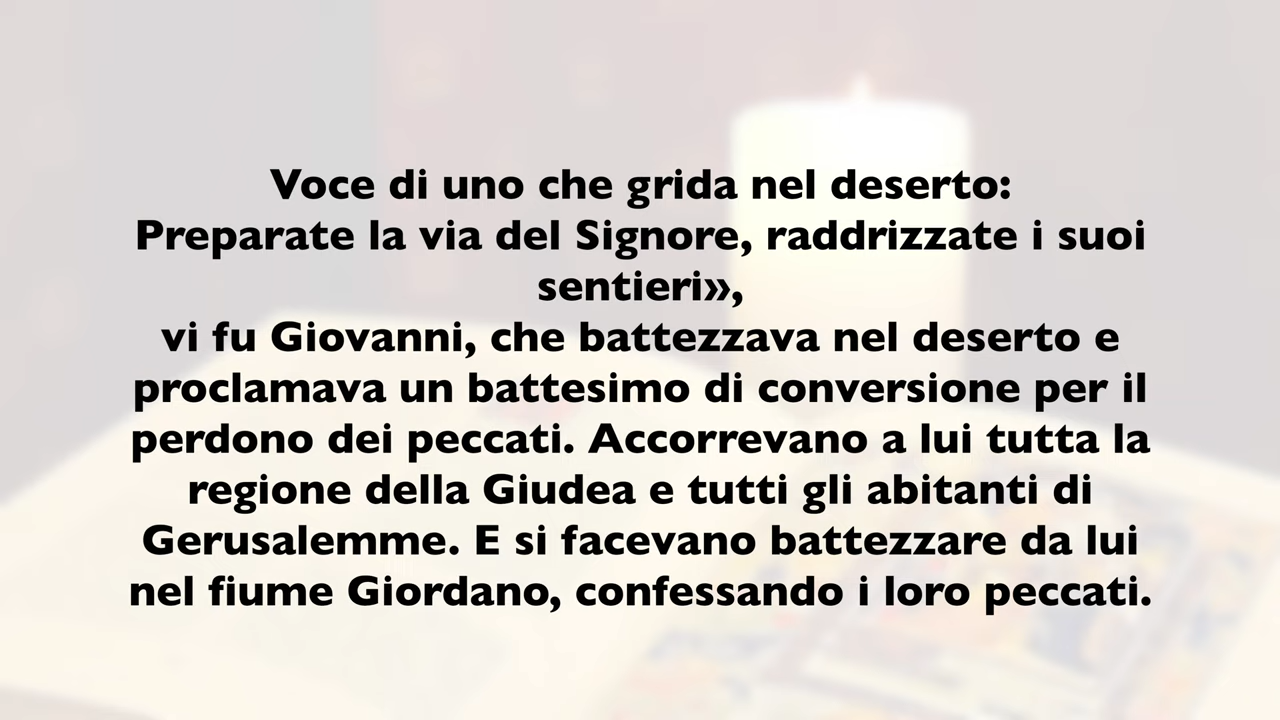 Voce di uno che grida nel deserto:
Preparate la via del Signore, raddrizzate i suoi
sentieri»,
vi fu Giovanni, che battezzava nel deserto e
proclamava un battesimo di conversione per il
perdono dei peccati. Accorrevano a lui tutta la
regione della Giudea e tutti gli abitanti di
Gerusalemme. E si facevano battezzare da lui
nel fiume Giordano, confessando i loro peccati.